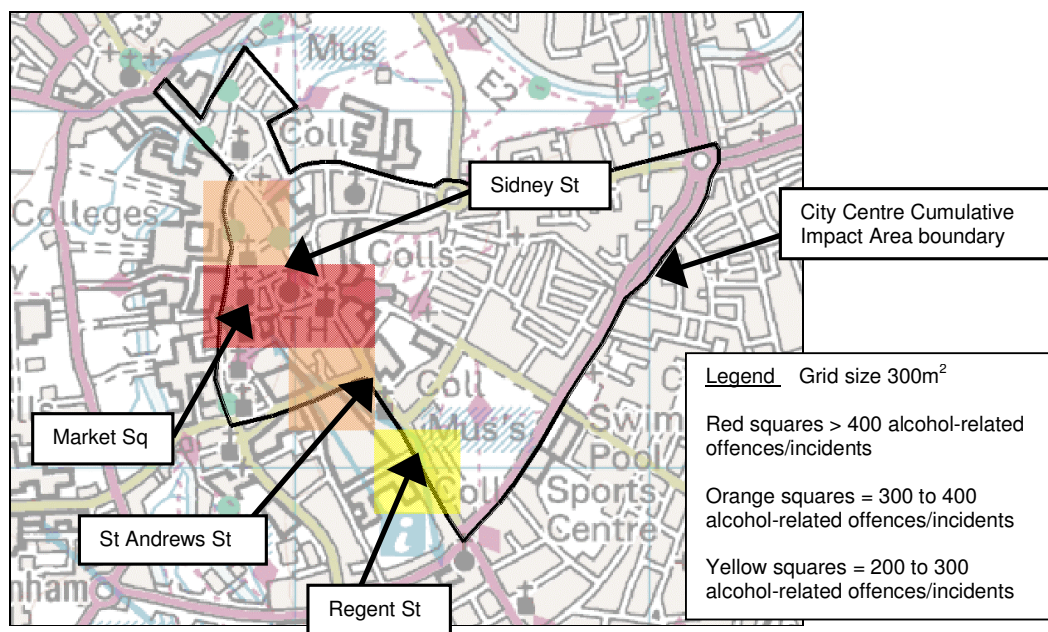 Mus
E2
Colls
Sidney St
Colleges
City Centre Cumulative
Impact Area boundary
Colls
TH
Market Sq
Coll
Mus's
Swim
Pool
Coll
Sports
Centre
St Andrews St
i
Regent St
nham
Legend Grid size 300m²
Red squares > 400 alcohol-related
offences/incidents
Orange squares = 300 to 400
alcohol-related offences/incidents
Yellow squares = 200 to 300
alcohol-related offences/incidents